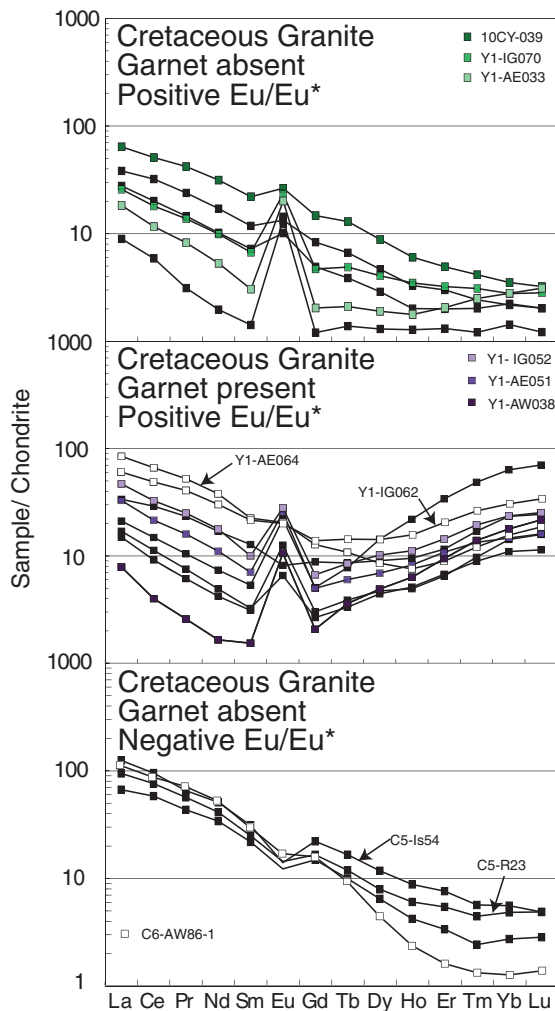 Cretaceous Granite
Garnet absent
Positive Eu/Eu*
10CY-039
Y1-IG070
Y1-AE033
100
10
1000
Cretaceous Granite
Garnet present
Positive Eu/Eu*
Y1- IG052
Y1-AE051
Y1-AW038
Y1-AE064
Y1-IG062
100
10
1000
Sample/ Chondrite
Cretaceous Granite
Garnet absent
Negative Eu/Eu*
100
C5-Is54
C5-R23
10
C6-AW86-1
1
La Ce Pr Nd Sm Eu Gd Tb Dy Ho Er Tm Yb Lu